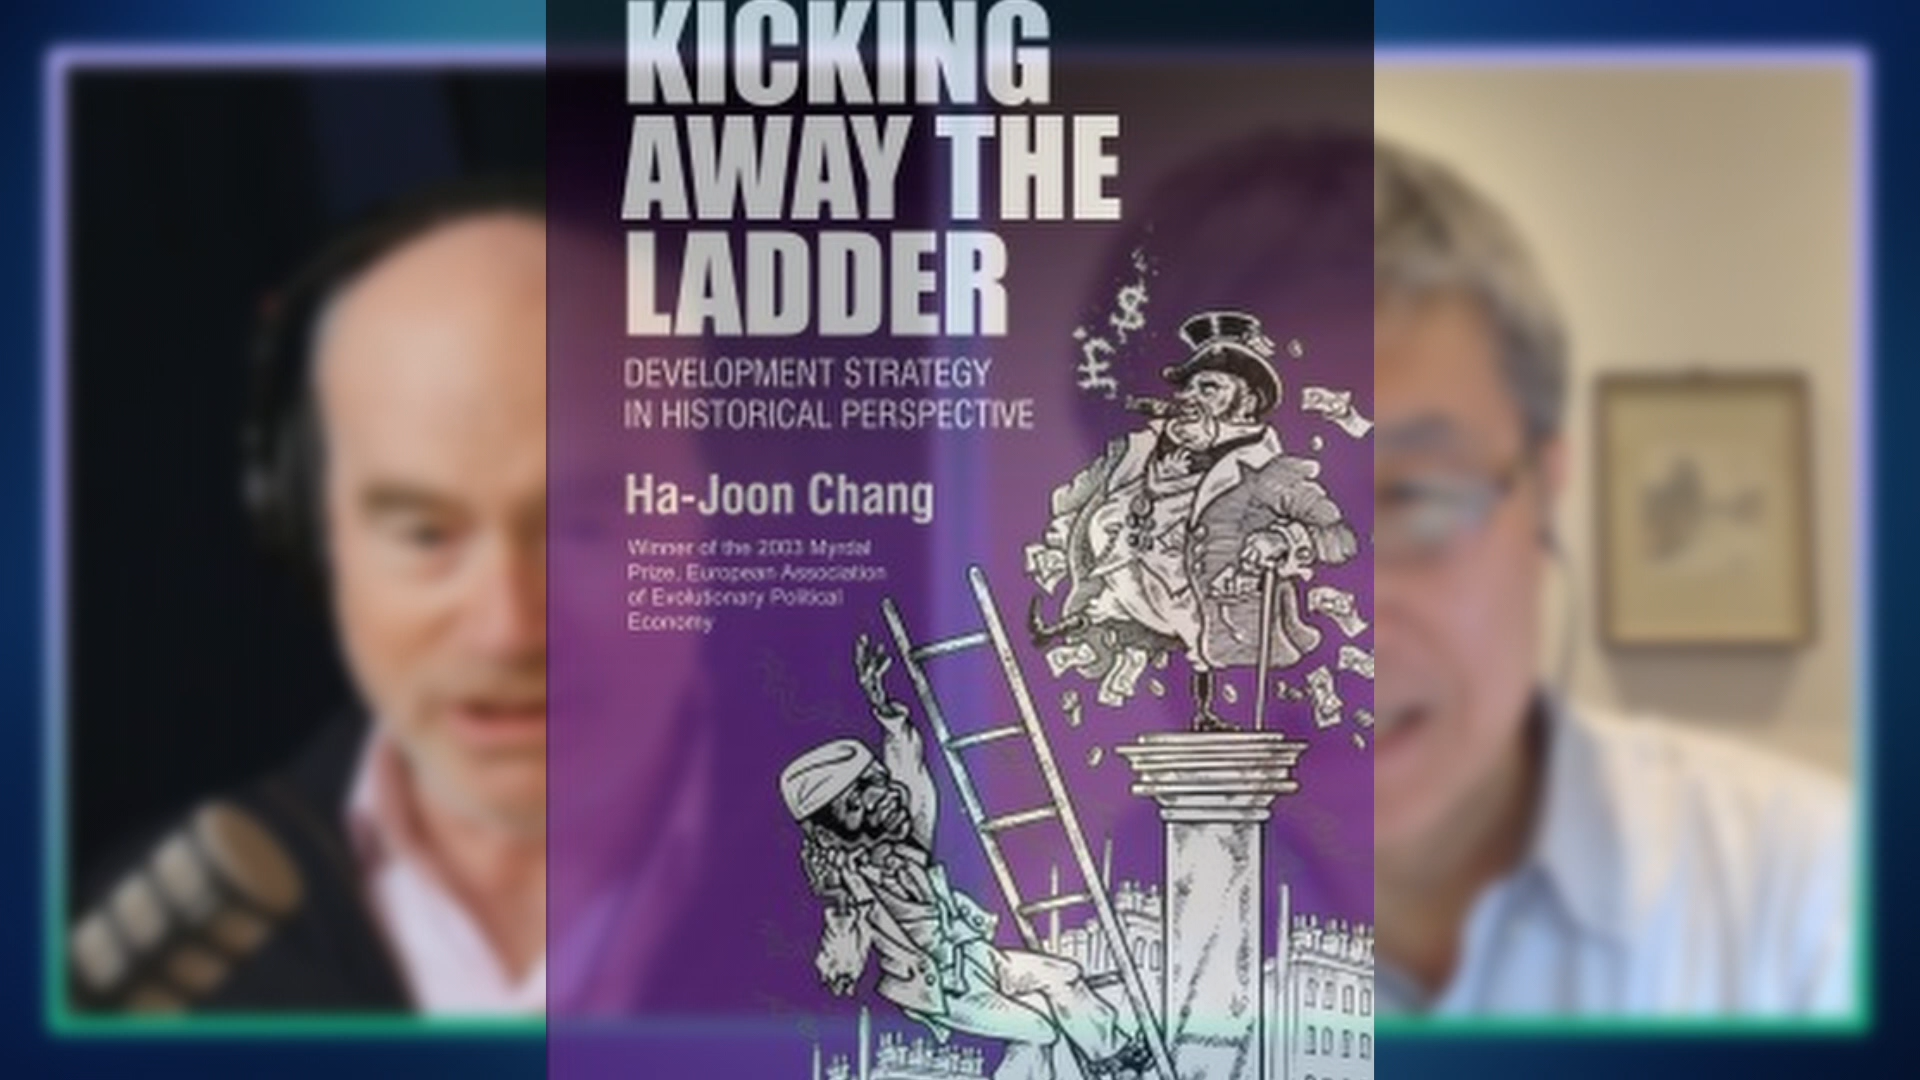 KICKING
AWAY THE
LADDER
DEVELOPMENT STRATEGY
IN HISTORICAL PERSPECTIVE
Ha-Joon Chang
Winner of the 2003 Myrdal
Prize, European Association
of Evolutionary Political
Economy